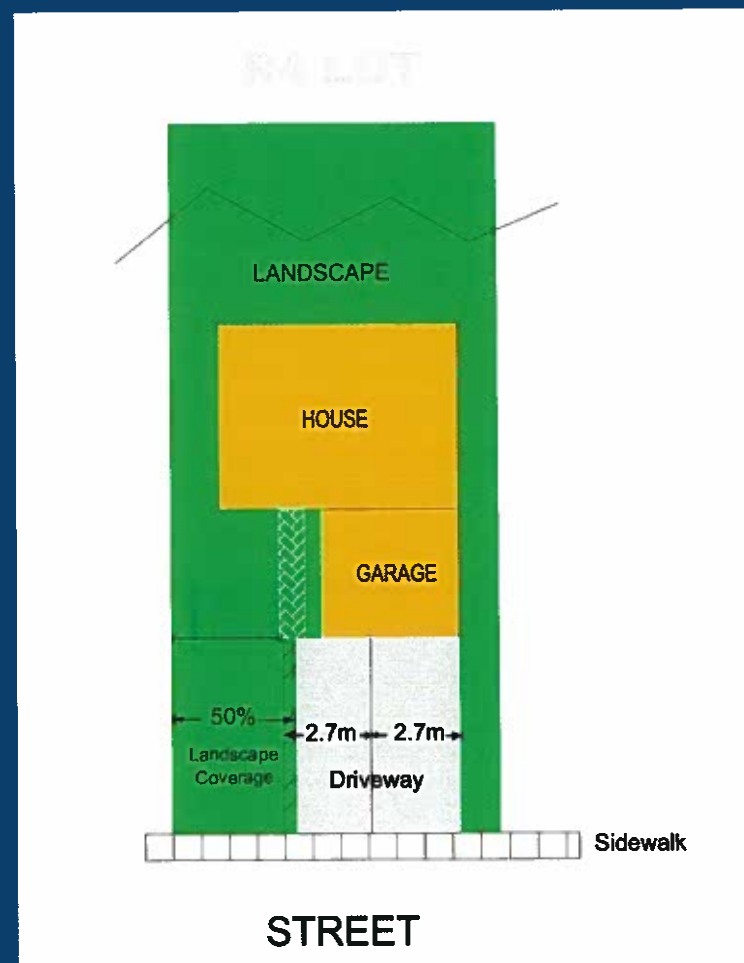 LANDSCAPE
HOUSE
GARAGE
50%
2.7m
2.7m
Landscape
Coverage
Driveway
Sidewalk
STREET